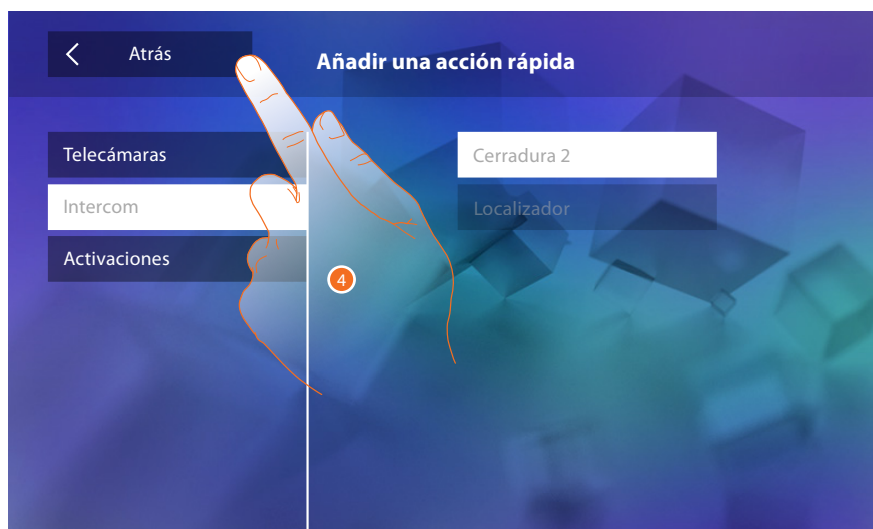 Atrás
Añadir una acción rápida
Telecámaras
Cerradura 2
Intercom
Localizador
Activaciones
4